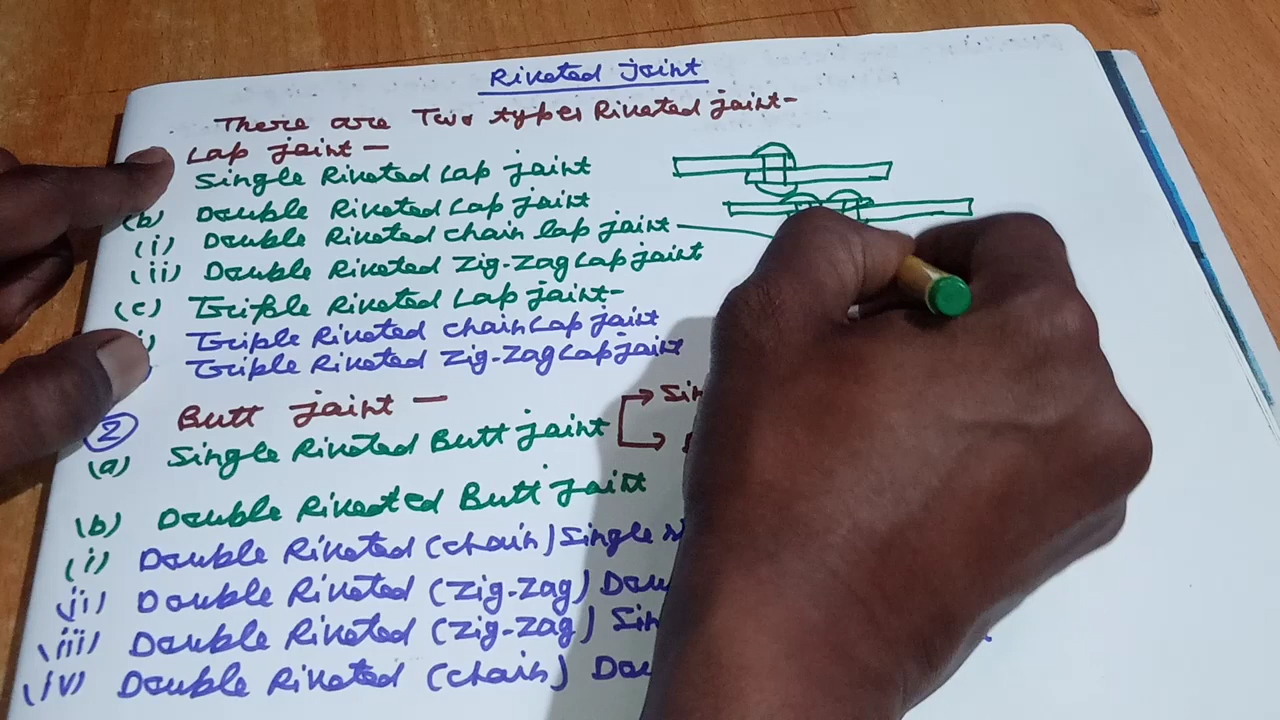 Riveted joint
There are Two types Riveted joint-
Lap joint —
Single Riveted Lap joint
(b) Double Riveted Lap joint
(i) Double Riveted chain lap joint
(ii) Double Riveted Zig-Zag Lap joint
(c) Triple Riveted Lap joint-
Triple Riveted chain Lap joint
Triple Riveted Zig-Zag Lap joint
(2) Butt joint —
(a) Single Riveted Butt joint
(b) Double Riveted Butt joint
(i) Double Riveted (chain) Single
(ii) Double Riveted (Zig-Zag)
(iii) Double Riveted (Zig-Zag)
(iv) Double Riveted (chain)